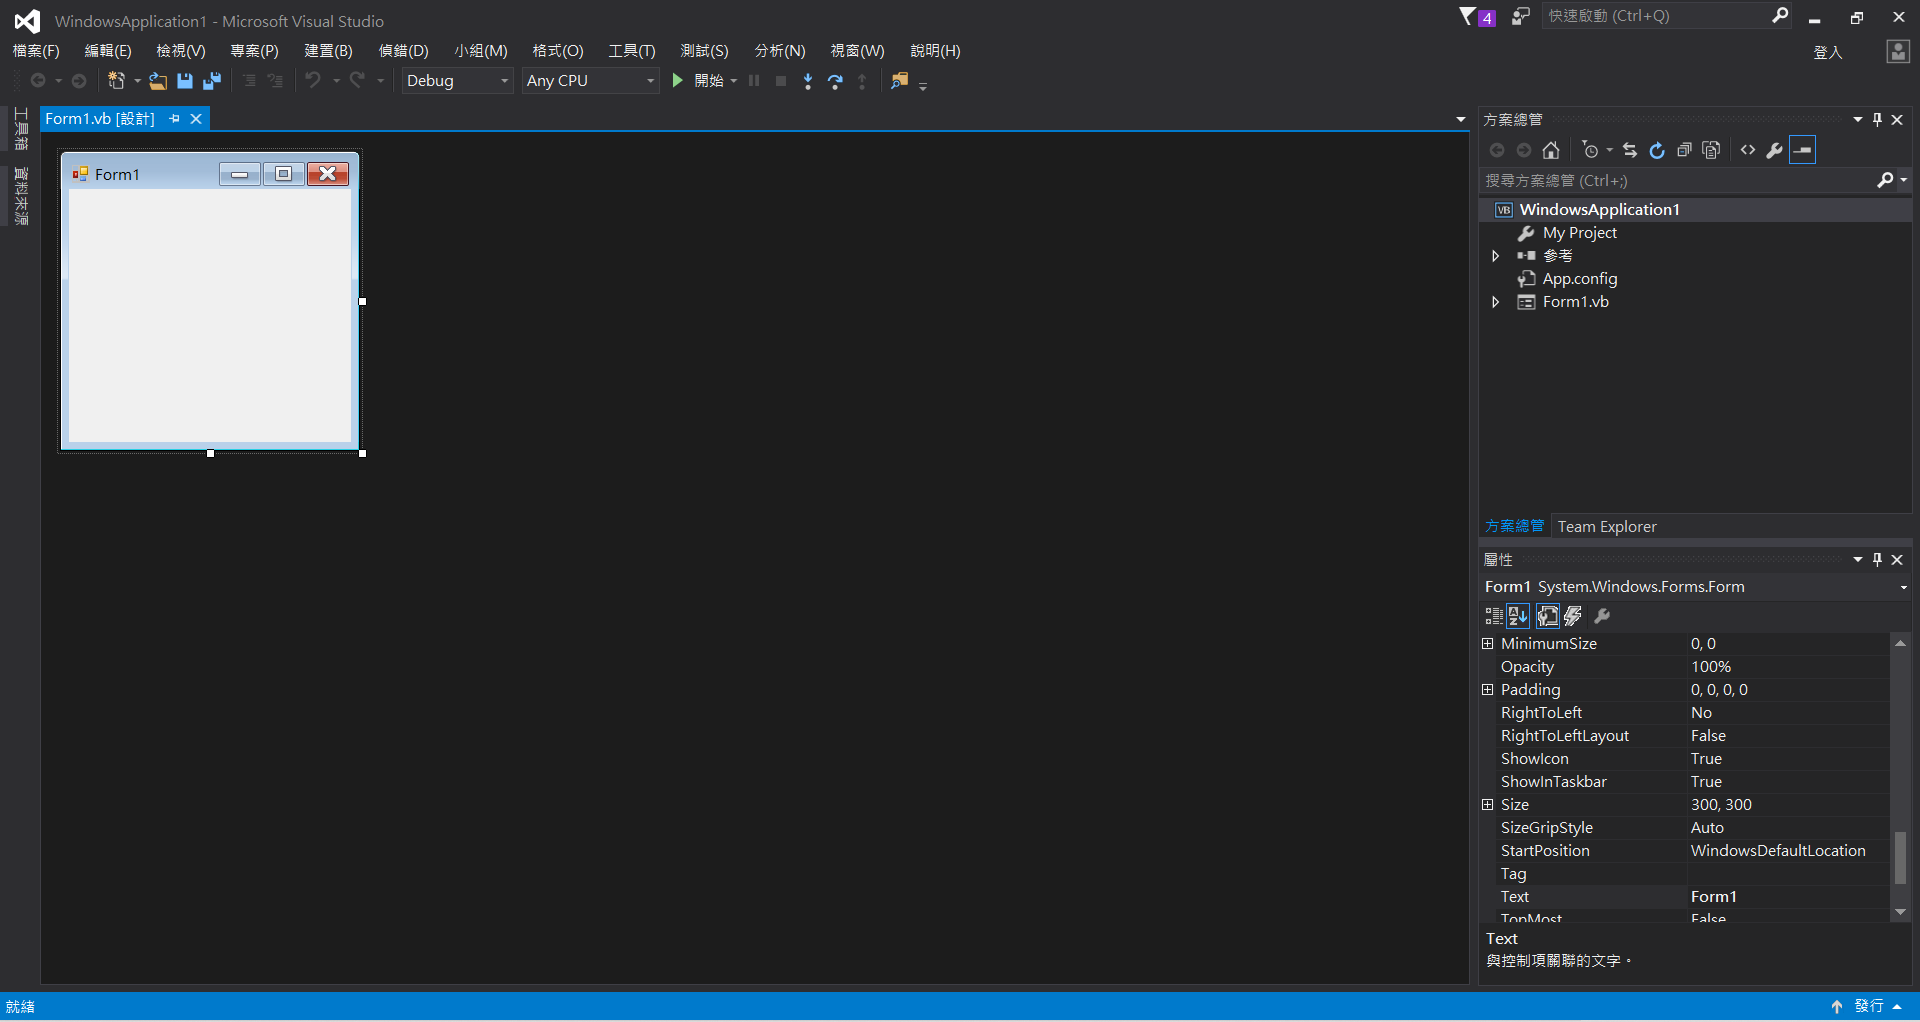 WindowsApplication1 - Microsoft Visual Studio
4
快速啟動 (Ctrl+Q)
檔案(F) 編輯(E) 檢視(V) 專案(P) 建置(B) 偵錯(D) 小組(M) 格式(O) 工具(T) 測試(S) 分析(N) 視窗(W) 說明(H)
登入
Debug Any CPU 開始
工具箱
資料來源
Form1.vb [設計]
Form1
方案總管
搜尋方案總管 (Ctrl+;)
VB WindowsApplication1
My Project
參考
App.config
Form1.vb
方案總管 Team Explorer
屬性
Form1 System.Windows.Forms.Form
MinimumSize 0, 0
Opacity 100%
Padding 0, 0, 0, 0
RightToLeft No
RightToLeftLayout False
ShowIcon True
ShowInTaskbar True
Size 300, 300
SizeGripStyle Auto
StartPosition WindowsDefaultLocation
Tag
Text Form1
TopMost False
Text
與控制項關聯的文字。
就緒
發行